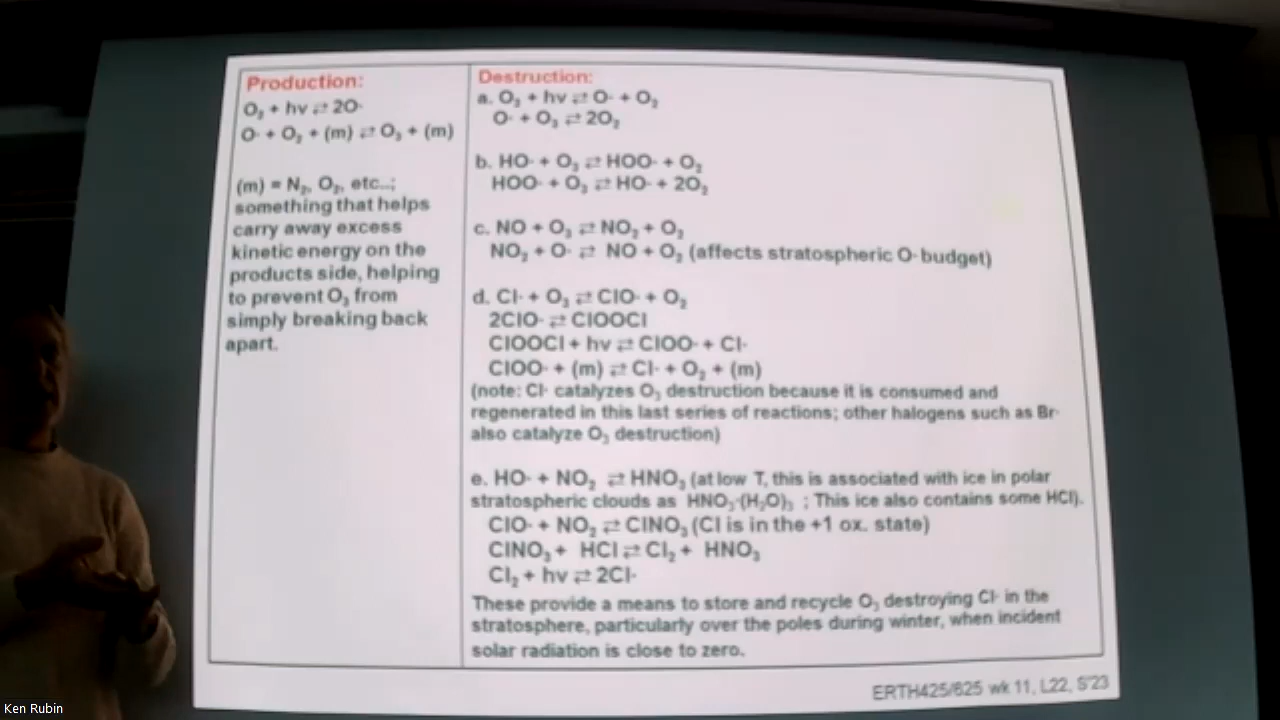 Production:
O₂ + hv ⇄ 2O·
O· + O₂ + (m) ⇄ O₃ + (m)
(m) = N₂, O₂, etc..;
something that helps
carry away excess
kinetic energy on the
products side, helping
to prevent O₃ from
simply breaking back
apart.
Destruction:
a. O₃ + hv ⇄ O· + O₂
O· + O₃ ⇄ 2O₂
b. HO· + O₃ ⇄ HOO· + O₂
HOO· + O₃ ⇄ HO· + 2O₂
c. NO + O₃ ⇄ NO₂ + O₂
NO₂ + O· ⇄ NO + O₂ (affects stratospheric O· budget)
d. Cl· + O₃ ⇄ ClO· + O₂
2ClO· ⇄ ClOOCl
ClOOCl + hv ⇄ ClOO· + Cl·
ClOO· + (m) ⇄ Cl· + O₂ + (m)
(note: Cl· catalyzes O₃ destruction because it is consumed and
regenerated in this last series of reactions; other halogens such as Br·
also catalyze O₃ destruction)
e. HO· + NO₂ ⇄ HNO₃ (at low T, this is associated with ice in polar
stratospheric clouds as HNO₃·(H₂O)₃ ; This ice also contains some HCl).
ClO· + NO₂ ⇄ ClNO₃ (Cl is in the +1 ox. state)
ClNO₃ + HCl ⇄ Cl₂ + HNO₃
Cl₂ + hv ⇄ 2Cl·
These provide a means to store and recycle O₃ destroying Cl· in the
stratosphere, particularly over the poles during winter, when incident
solar radiation is close to zero.
ERTH425/625 wk 11, L22, S'23
Ken Rubin